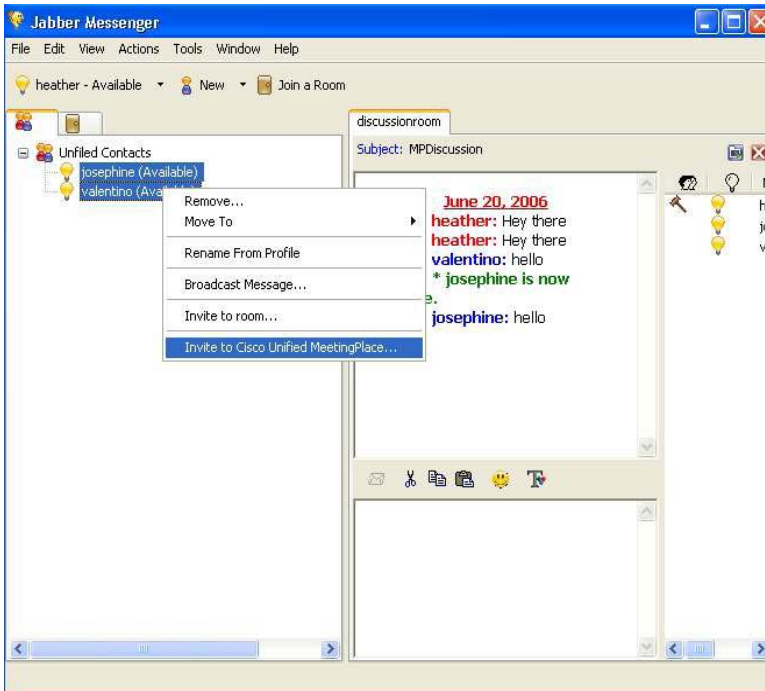 Jabber Messenger
File Edit View Actions Tools Window Help
heather - Available New Join a Room
discussionroom
Unfiled Contacts
josephine (Available)
valentino
Subject: MPDiscussion
Remove...
Move To
Rename From Profile
Broadcast Message...
Invite to room...
Invite to Cisco Unified MeetingPlace...
June 20, 2006
heather: Hey there
heather: Hey there
valentino: hello
* josephine is now
e.
josephine: hello
h
j
v